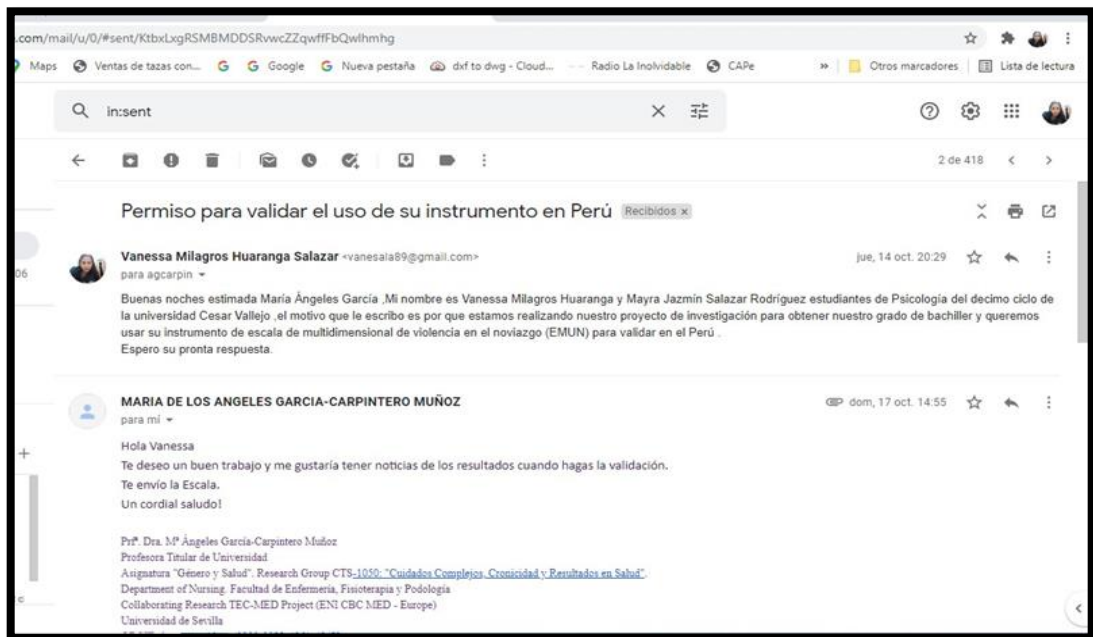 .com/mail/u/0/#sent/KtbxLxgRSMBMDDSRvwcZZqwffFbQwlhmhg
Maps Ventas de tazas con... G Google Nueva pestaña dxf to dwg - Cloud... Radio La Inolvidable CAPe » Otros marcadores Lista de lectura
in:sent
2 de 418
Permiso para validar el uso de su instrumento en Perú Recibidos x
Vanessa Milagros Huaranga Salazar <vanesala89@gmail.com> jue, 14 oct. 20:29
para agcarpin
06
Buenas noches estimada María Ángeles García ,Mi nombre es Vanessa Milagros Huaranga y Mayra Jazmín Salazar Rodríguez estudiantes de Psicología del decimo ciclo de
la universidad Cesar Vallejo ,el motivo que le escribo es por que estamos realizando nuestro proyecto de investigación para obtener nuestro grado de bachiller y queremos
usar su instrumento de escala de multidimensional de violencia en el noviazgo (EMUN) para validar en el Perú .
Espero su pronta respuesta.
MARIA DE LOS ANGELES GARCIA-CARPINTERO MUÑOZ dom, 17 oct. 14:55
para mí
Hola Vanessa
Te deseo un buen trabajo y me gustaría tener noticias de los resultados cuando hagas la validación.
Te envío la Escala.
Un cordial saludo!
Prfª. Dra. Mª Ángeles García-Carpintero Muñoz
Profesora Titular de Universidad
Asignatura "Género y Salud". Research Group CTS-1050: "Cuidados Complejos, Cronicidad y Resultados en Salud".
Department of Nursing. Facultad de Enfermería, Fisioterapia y Podología
Collaborating Research TEC-MED Project (ENI CBC MED - Europe)
Universidad de Sevilla